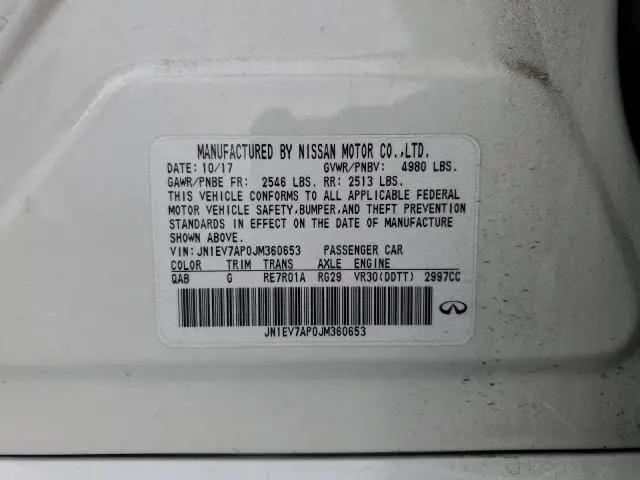 MANUFACTURED BY NISSAN MOTOR CO.,LTD.
DATE: 10/17 GVWR/PNBV: 4980 LBS.
GAWR/PNBE FR: 2546 LBS. RR: 2513 LBS.
THIS VEHICLE CONFORMS TO ALL APPLICABLE FEDERAL
MOTOR VEHICLE SAFETY,BUMPER,AND THEFT PREVENTION
STANDARDS IN EFFECT ON THE DATE OF MANUFACTURE
SHOWN ABOVE.
VIN: JN1EV7AP0JM360653 PASSENGER CAR
COLOR TRIM TRANS AXLE ENGINE
QAB G RE7R01A RG29 VR30(DDTT) 2997CC
JN1EV7AP0JM360653